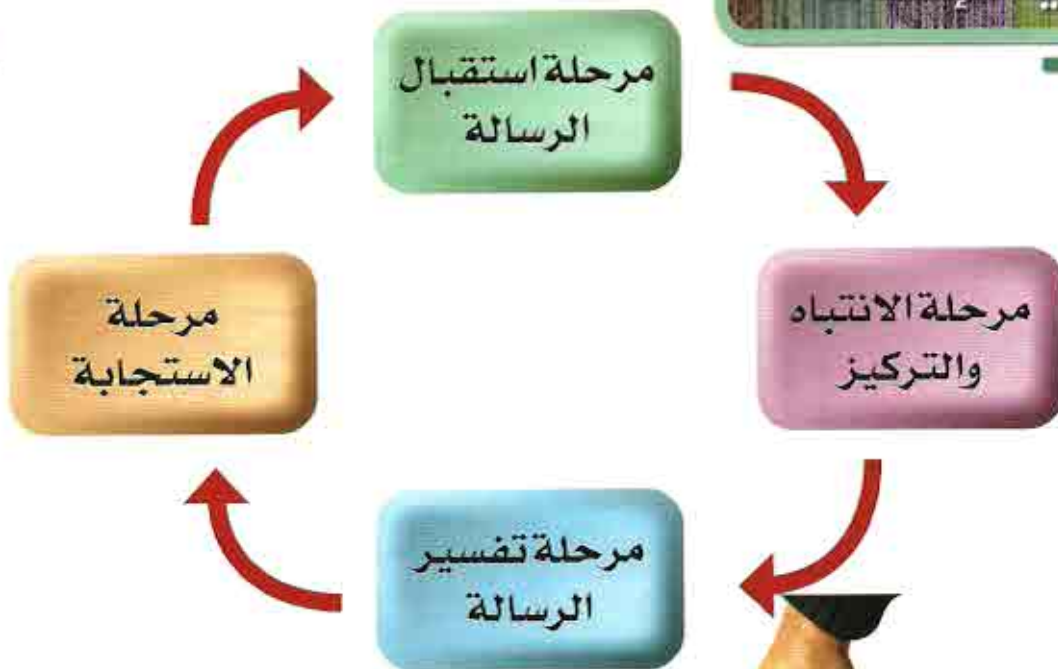 مرحلة استقبال
الرسالة
مرحلة الانتباه
والتركيز
مرحلة تفسير
الرسالة
مرحلة
الاستجابة